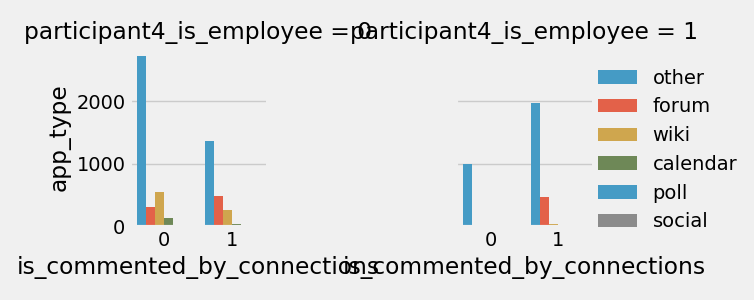 participant4_is_employee = 0
participant4_is_employee = 1
app_type
2000
1000
0
0
1
0
1
is_commented_by_connections
is_commented_by_connections
other
forum
wiki
calendar
poll
social